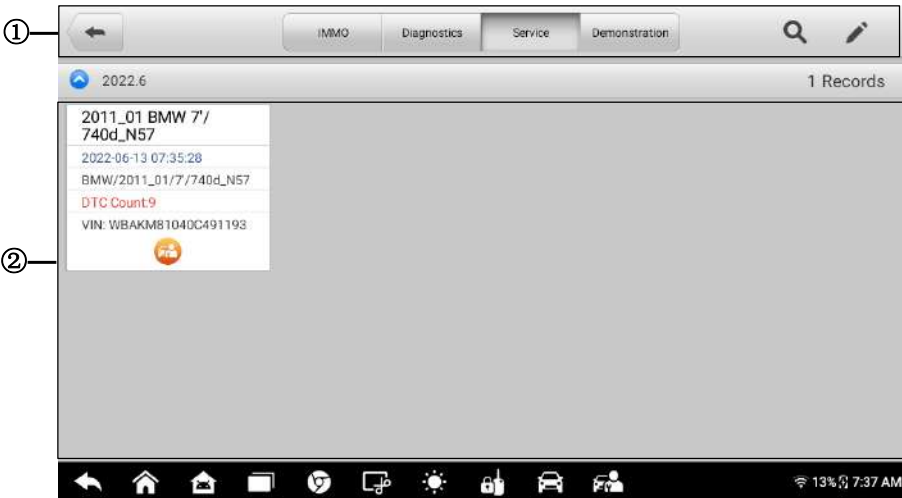 ①
IMMO
Diagnostics
Service
Demonstration
2022.6
1 Records
2011_01 BMW 7'/
740d_N57
2022-06-13 07:35:28
BMW/2011_01/7'/740d_N57
DTC Count:9
VIN: WBAKM81040C491193
②
13%
7:37 AM